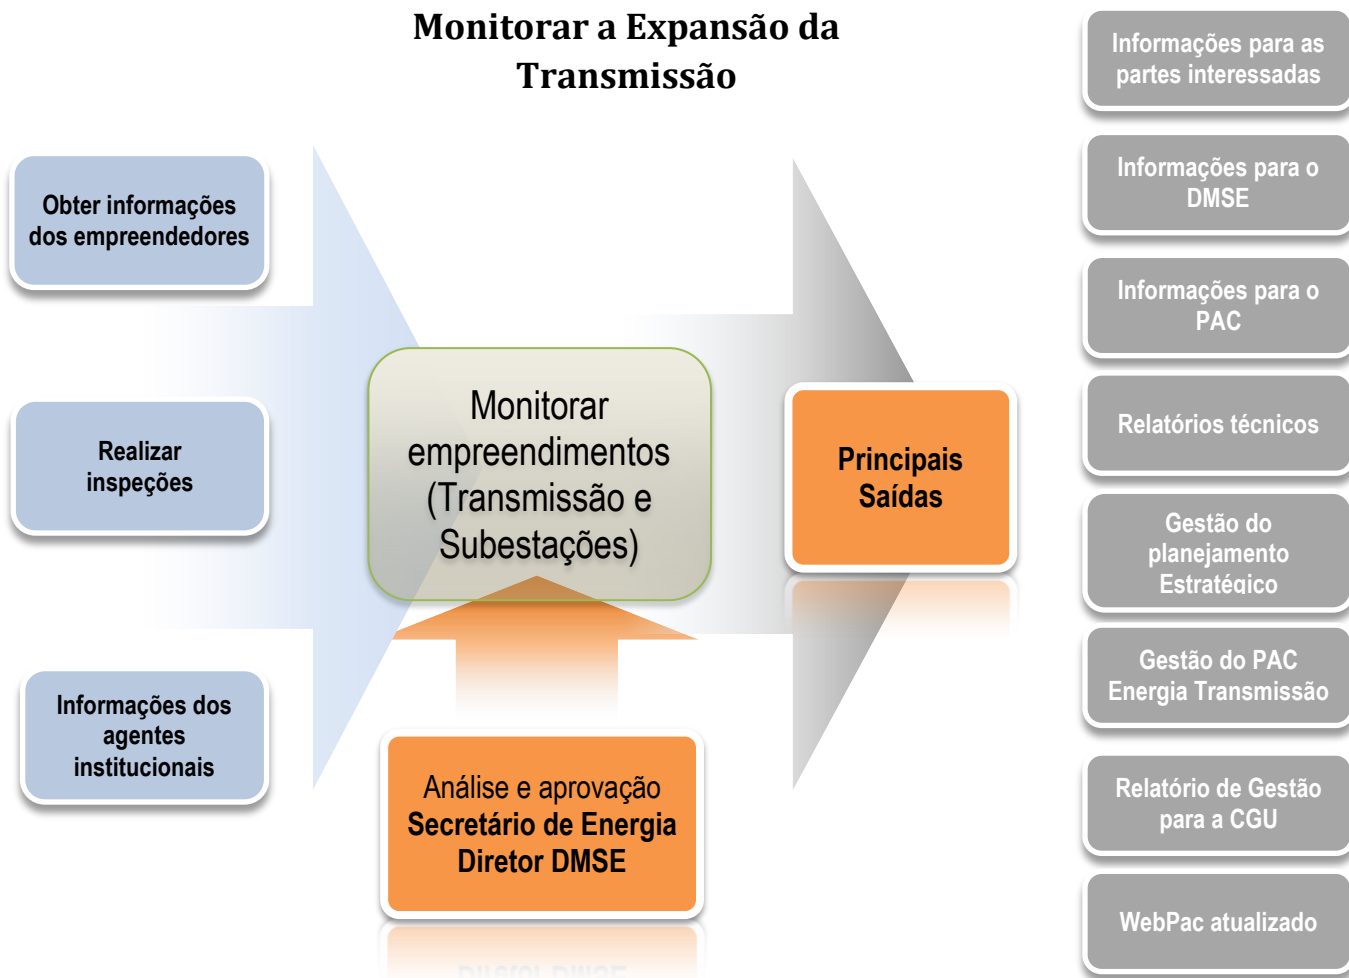 Monitorar a Expansão da
Transmissão
Obter informações
dos empreendedores
Realizar
inspeções
Informações dos
agentes
institucionais
Monitorar
empreendimentos
(Transmissão e
Subestações)
Análise e aprovação
Secretário de Energia
Diretor DMSE
Principais
Saídas
Informações para as
partes interessadas
Informações para o
DMSE
Informações para o
PAC
Relatórios técnicos
Gestão do
planejamento
Estratégico
Gestão do PAC
Energia Transmissão
Relatório de Gestão
para a CGU
WebPac atualizado